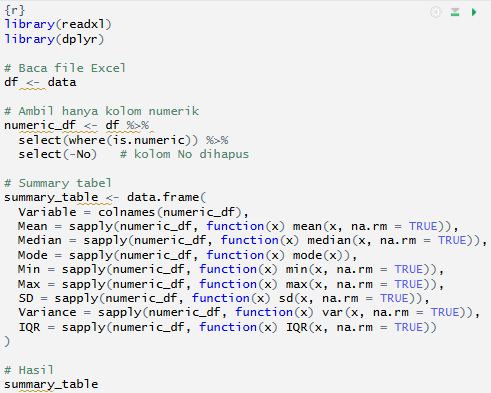 {r}
library(readxl)
library(dplyr)
# Baca file Excel
df <- data
# Ambil hanya kolom numerik
numeric_df <- df %>%
  select(where(is.numeric)) %>%
  select(-No)   # kolom No dihapus
# Summary tabel
summary_table <- data.frame(
  Variable = colnames(numeric_df),
  Mean = sapply(numeric_df, function(x) mean(x, na.rm = TRUE)),
  Median = sapply(numeric_df, function(x) median(x, na.rm = TRUE)),
  Mode = sapply(numeric_df, function(x) mode(x)),
  Min = sapply(numeric_df, function(x) min(x, na.rm = TRUE)),
  Max = sapply(numeric_df, function(x) max(x, na.rm = TRUE)),
  SD = sapply(numeric_df, function(x) sd(x, na.rm = TRUE)),
  Variance = sapply(numeric_df, function(x) var(x, na.rm = TRUE)),
  IQR = sapply(numeric_df, function(x) IQR(x, na.rm = TRUE))
)
# Hasil
summary_table